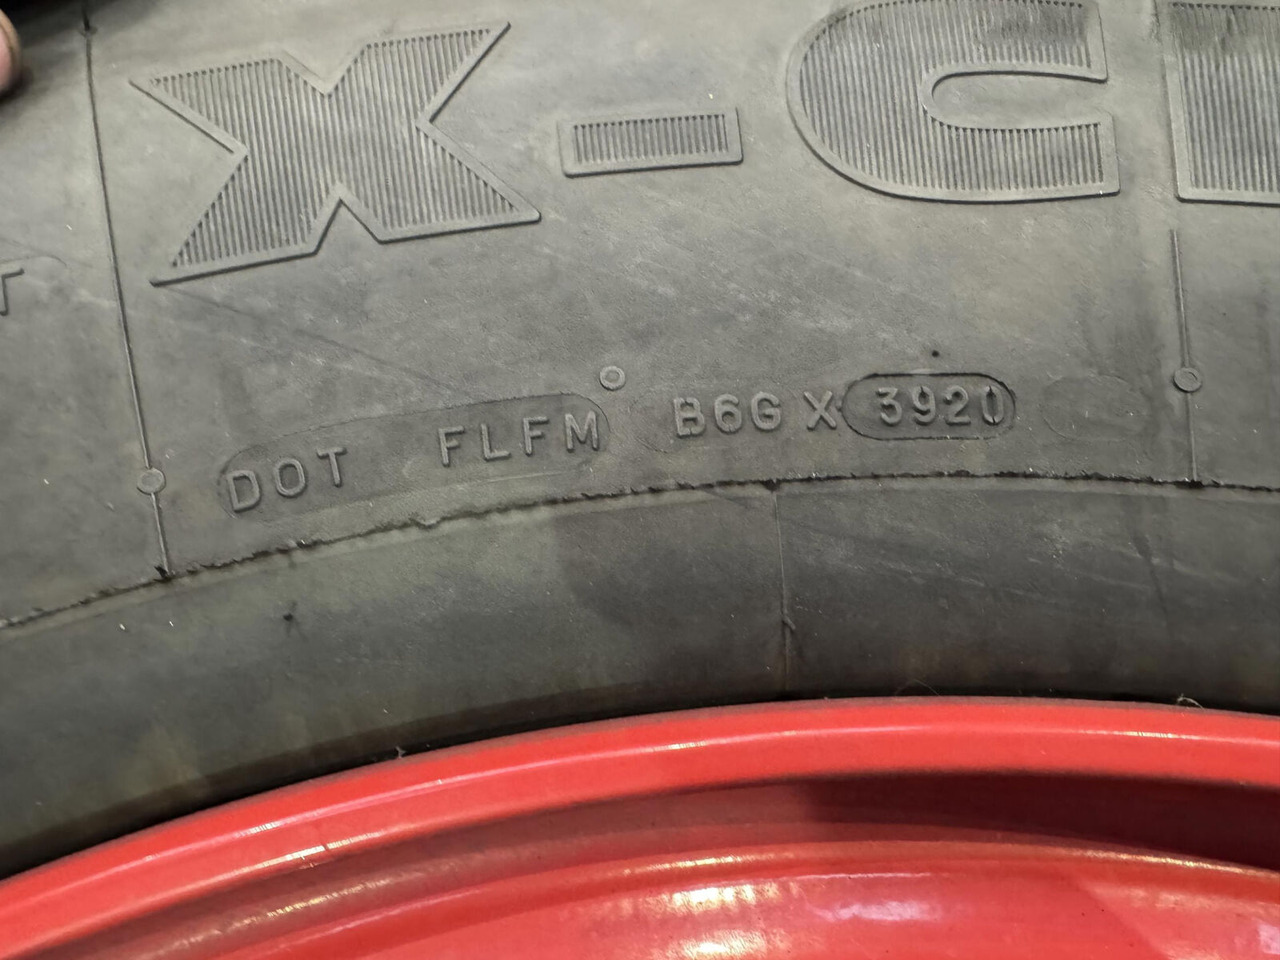 X-C
T
DOT FLFM B6G X 3920